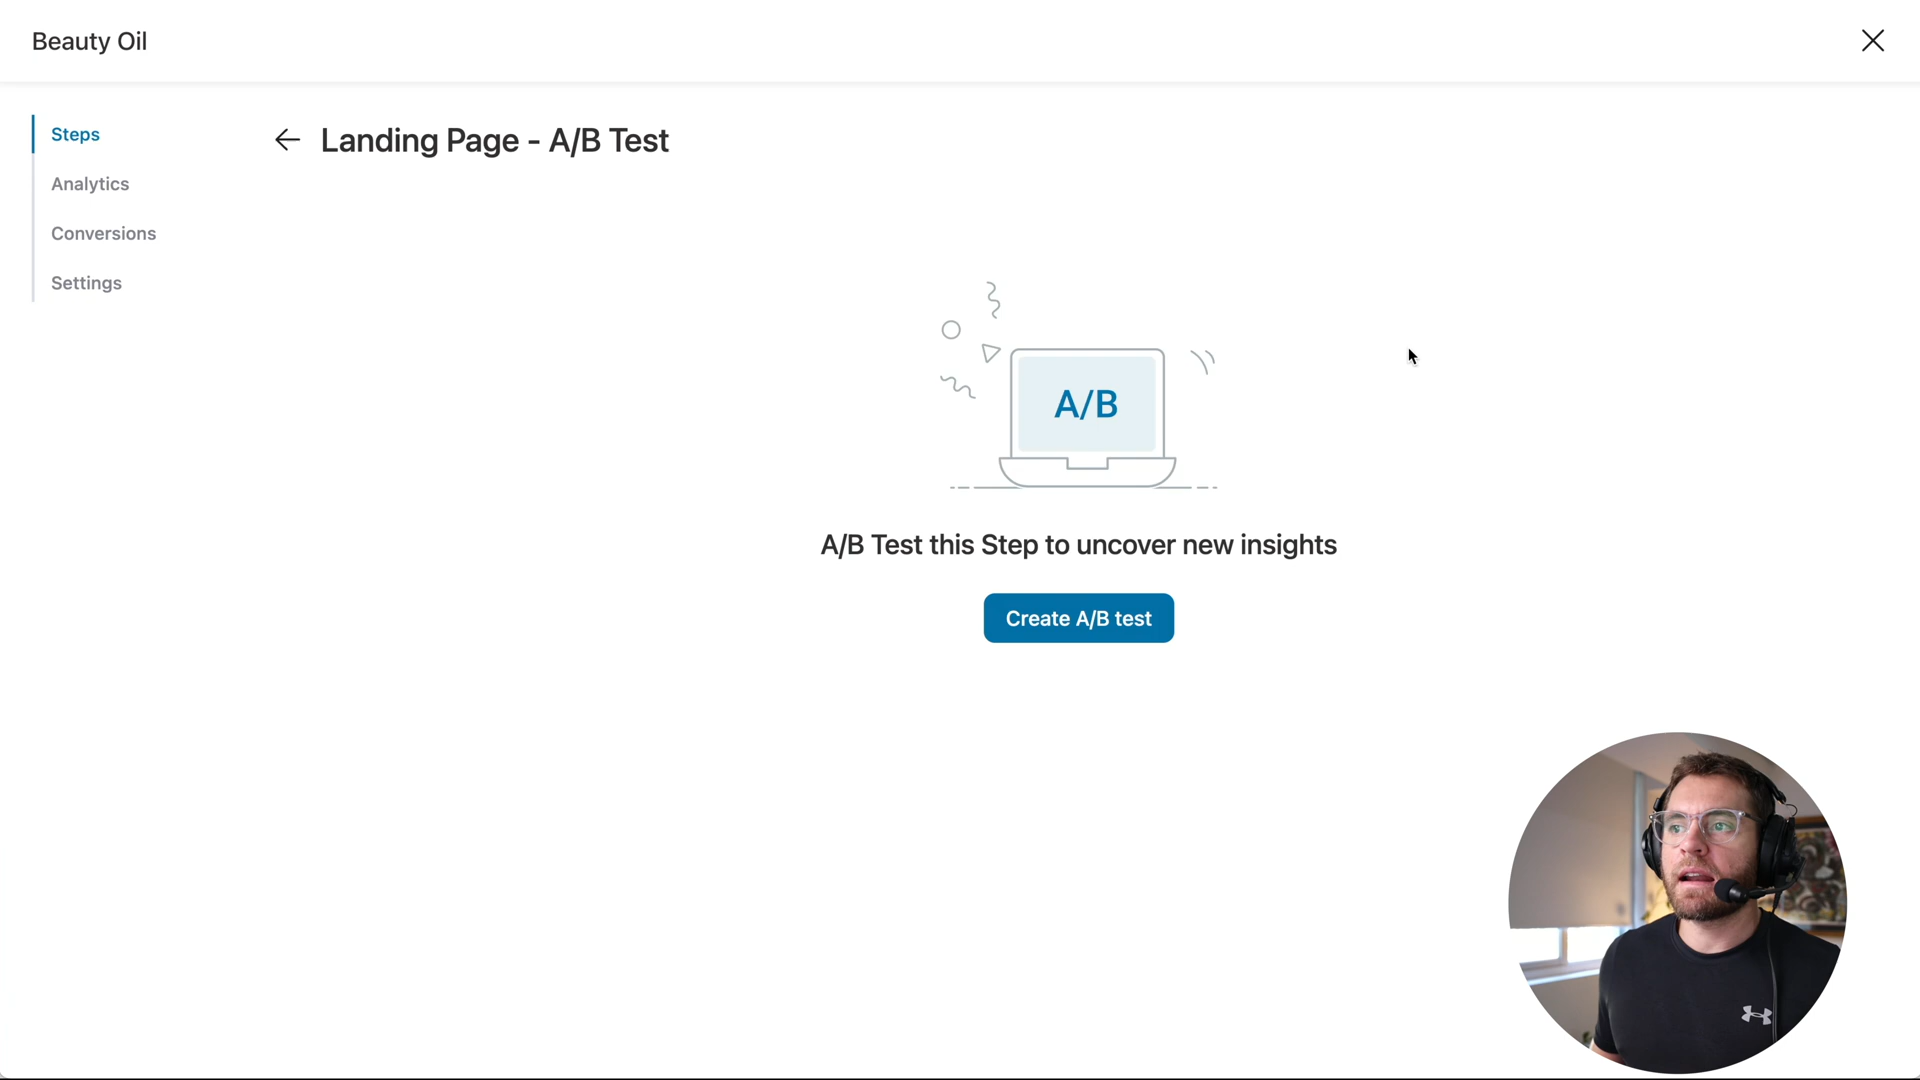 Beauty Oil
Steps
Analytics
Conversions
Settings
Landing Page - A/B Test
A/B
A/B Test this Step to uncover new insights
Create A/B test